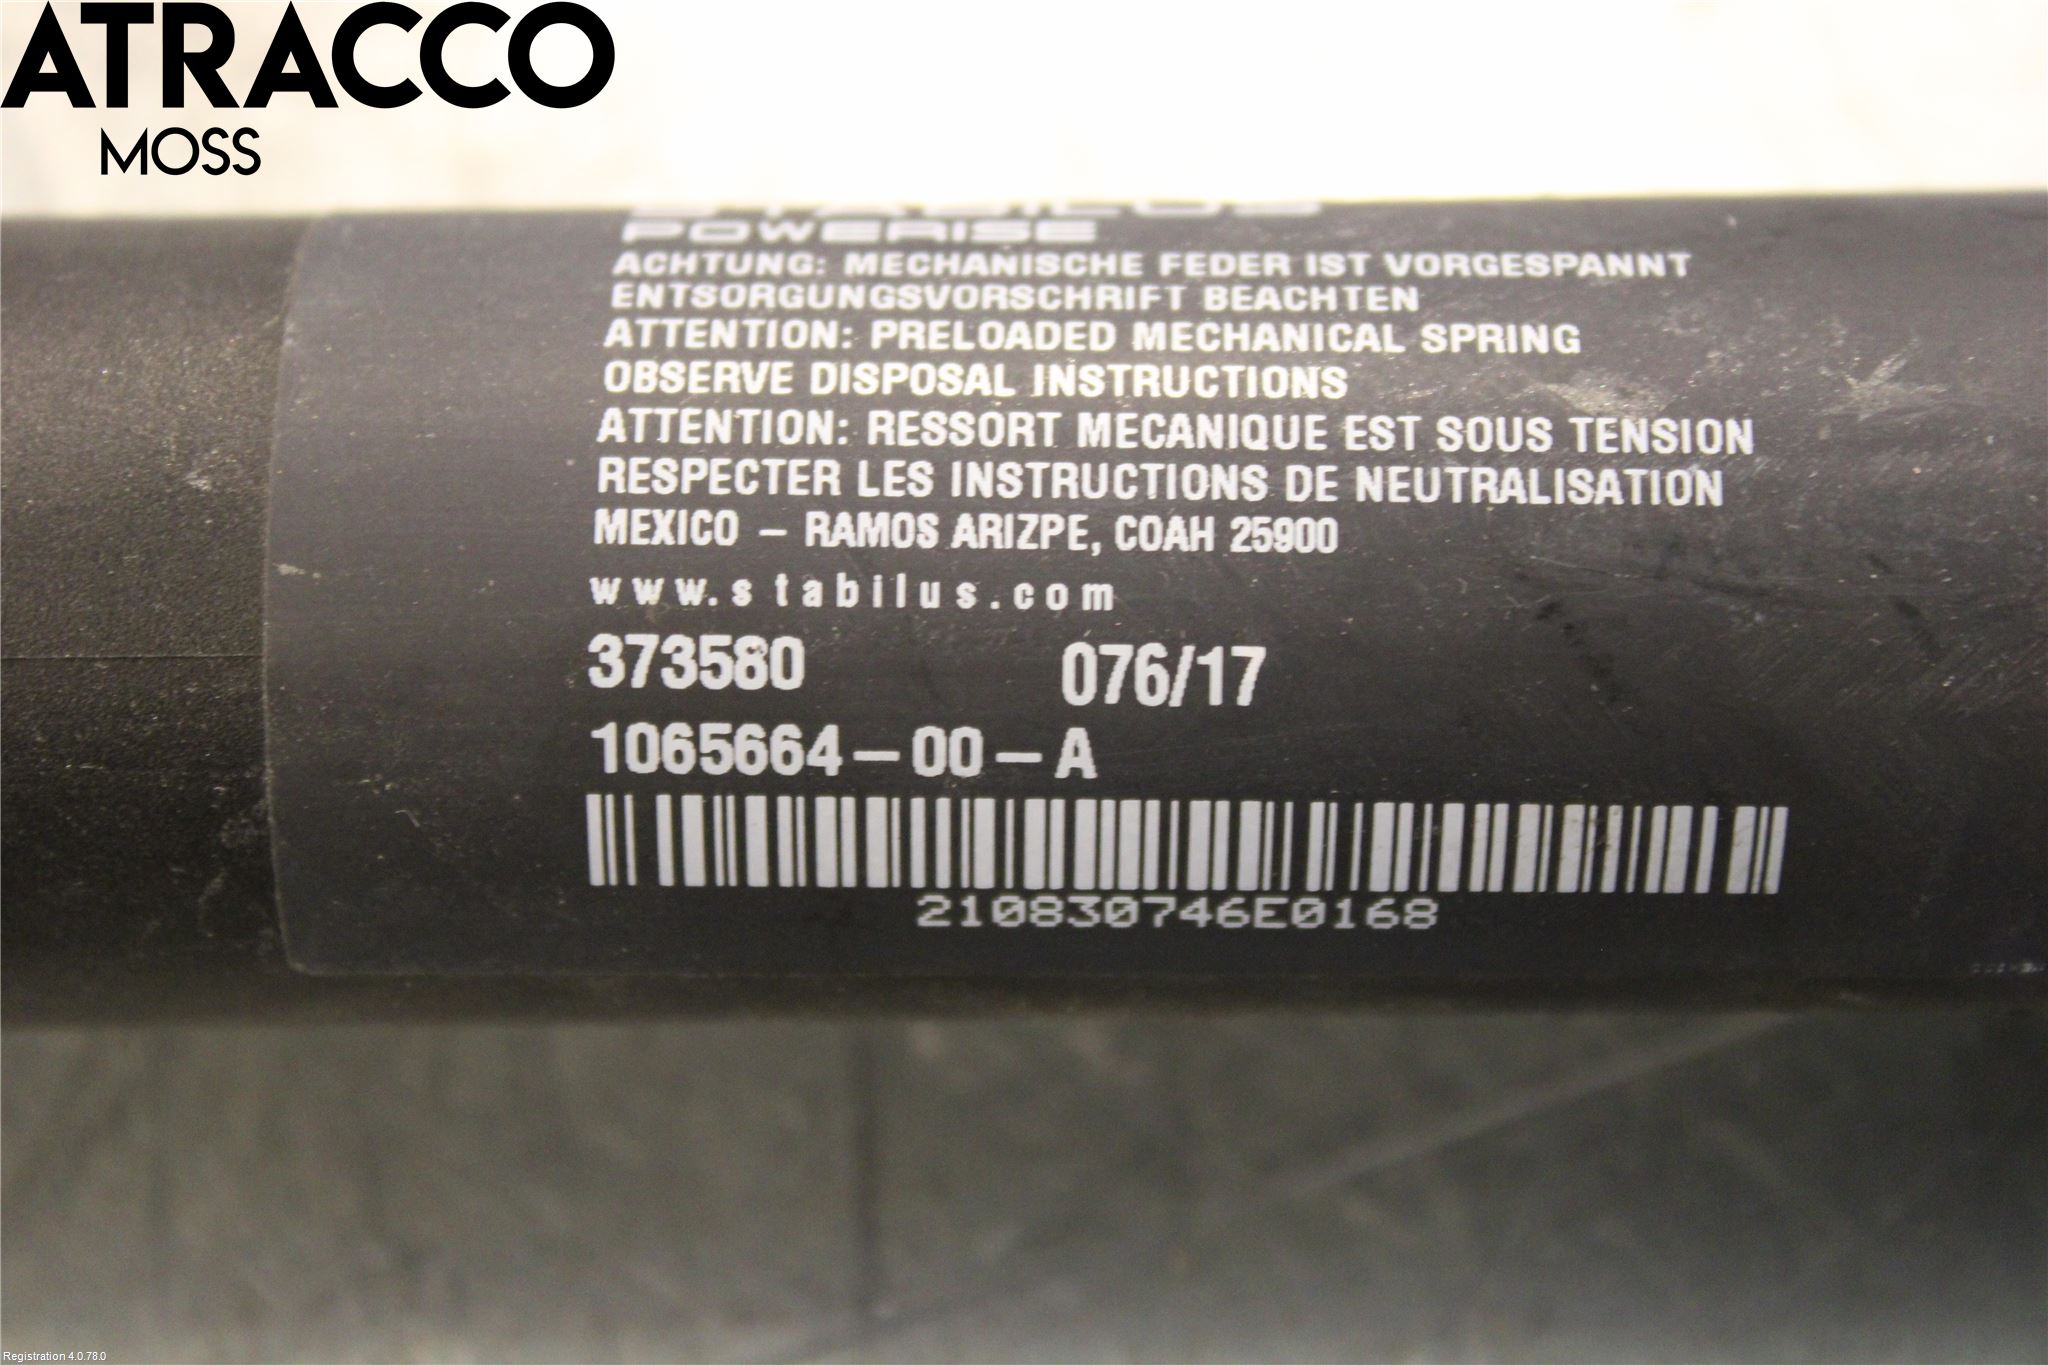 ATRACCO
MOSS
STABILUS
POWERISE
ACHTUNG: MECHANISCHE FEDER IST VORGESPANNT
ENTSORGUNGSVORSCHRIFT BEACHTEN
ATTENTION: PRELOADED MECHANICAL SPRING
OBSERVE DISPOSAL INSTRUCTIONS
ATTENTION: RESSORT MECANIQUE EST SOUS TENSION
RESPECTER LES INSTRUCTIONS DE NEUTRALISATION
MEXICO – RAMOS ARIZPE, COAH 25900
www.stabilus.com
373580 076/17
1065664–00–A
210830746E0168
Registration 4.0.78.0